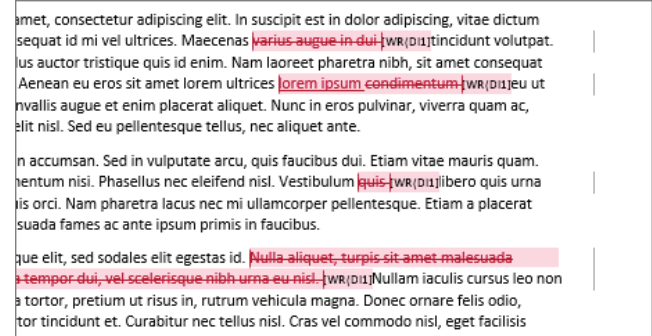 amet, consectetur adipiscing elit. In suscipit est in dolor adipiscing, vitae dictum
sequat id mi vel ultrices. Maecenas varius augue in dui [WR(DI1]tincidunt volutpat.
lus auctor tristique quis id enim. Nam laoreet pharetra nibh, sit amet consequat
Aenean eu eros sit amet lorem ultrices lorem ipsum condimentum [WR(DI1]eu ut
nvallis augue et enim placerat aliquet. Nunc in eros pulvinar, viverra quam ac,
elit nisl. Sed eu pellentesque tellus, nec aliquet ante.
n accumsan. Sed in vulputate arcu, quis faucibus dui. Etiam vitae mauris quam.
nentum nisi. Phasellus nec eleifend nisl. Vestibulum quis [WR(DI1]libero quis urna
is orci. Nam pharetra lacus nec mi ullamcorper pellentesque. Etiam a placerat
suada fames ac ante ipsum primis in faucibus.
que elit, sed sodales elit egestas id. Nulla aliquet, turpis sit amet malesuada
tempor dui, vel scelerisque nibh urna eu nisl. [WR(DI1]Nullam iaculis cursus leo non
a tortor, pretium ut risus in, rutrum vehicula magna. Donec ornare felis odio,
tor tincidunt et. Curabitur nec tellus nisl. Cras vel commodo nisl, eget facilisis